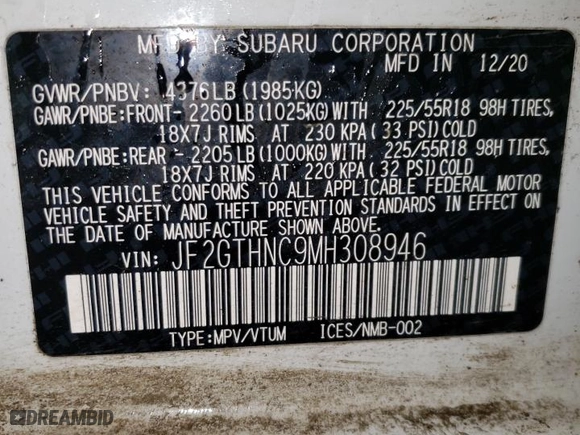 MFD BY SUBARU CORPORATION
MFD IN 12/20
GVWR/PNBV: 4376LB(1985KG)
GAWR/PNBE:FRONT-2260LB(1025KG)WITH 225/55R18 98H TIRES,
18X7J RIMS AT 230 KPA(33 PSI)COLD
GAWR/PNBE:REAR -2205LB(1000KG)WITH 225/55R18 98H TIRES,
18X7J RIMS AT 220 KPA(32 PSI)COLD
THIS VEHICLE CONFORMS TO ALL APPLICABLE FEDERAL MOTOR
VEHICLE SAFETY AND THEFT PREVENTION STANDARDS IN EFFECT ON
THE DATE OF MANUFACTURE SHOWN ABOVE.
VIN: JF2GTHNC9MH308946
TYPE:MPV/VTUM ICES/NMB-002
DREAMBID